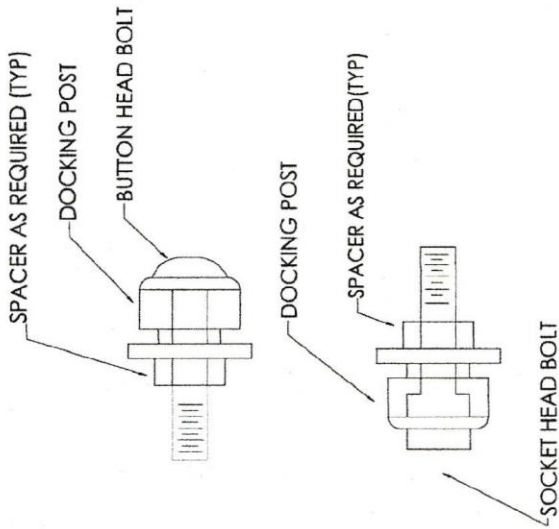 SPACER AS REQUIRED (TYP)
DOCKING POST
BUTTON HEAD BOLT
DOCKING POST
SPACER AS REQUIRED(TYP)
SOCKET HEAD BOLT